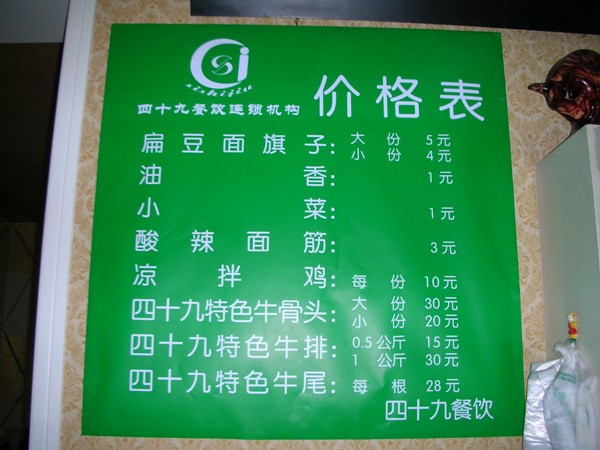 sishijiu
四十九餐饮连锁机构
价格表
扁豆面旗子: 大份 5元
小份 4元
油香: 1元
小菜: 1元
酸辣面筋: 3元
凉拌鸡: 每份 10元
四十九特色牛骨头: 大份 30元
小份 20元
四十九特色牛排: 0.5公斤 15元
1公斤 30元
四十九特色牛尾: 每根 28元
四十九餐饮